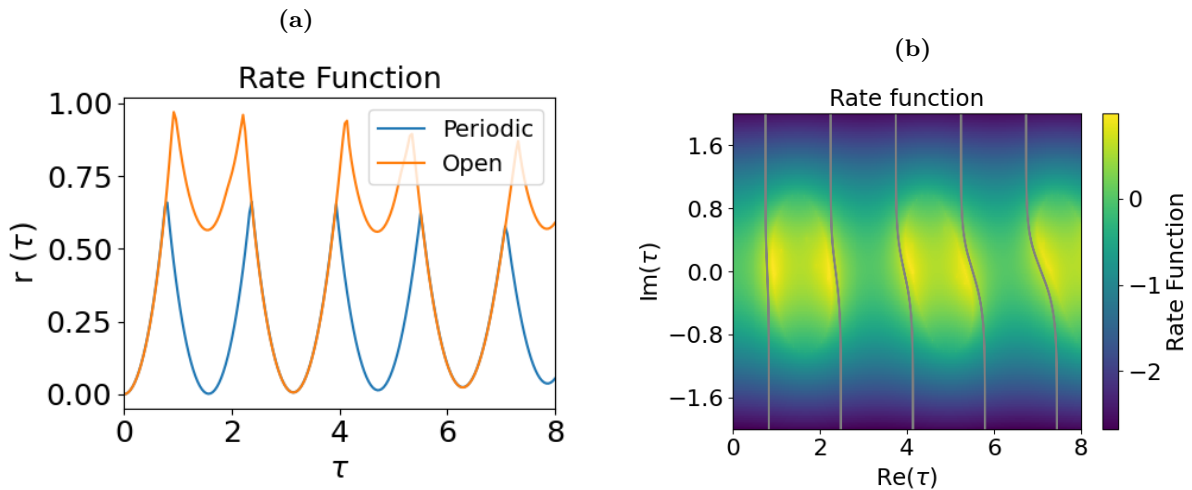 (a)
Rate Function
r (τ)
1.00
0.75
0.50
0.25
0.00
Periodic
Open
0 2 4 6 8
τ
(b)
Rate function
Im(τ)
1.6
0.8
0.0
−0.8
−1.6
0 2 4 6 8
Re(τ)
0
−1
−2
Rate Function